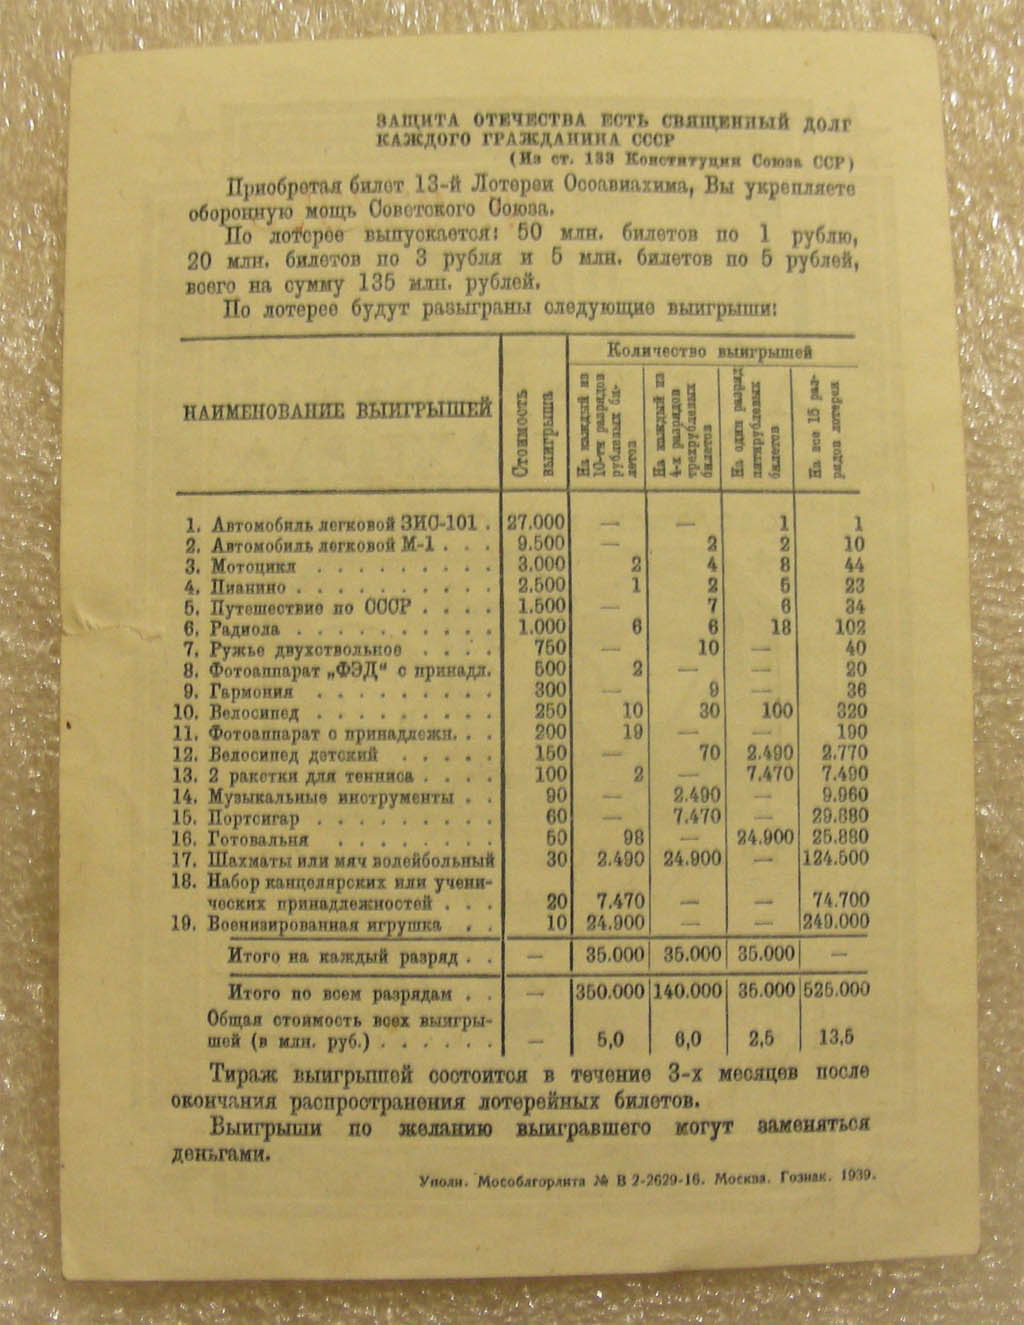 ЗАЩИТА ОТЕЧЕСТВА ЕСТЬ СВЯЩЕННЫЙ ДОЛГ
КАЖДОГО ГРАЖДАНИНА СССР
(Из ст. 133 Конституции Союза ССР)
Приобретая билет 13-й Лотереи Осоавиахима, Вы укрепляете
оборонную мощь Советского Союза.
По лотерее выпускается: 50 млн. билетов по 1 рублю,
20 млн. билетов по 3 рубля и 5 млн. билетов по 5 рублей,
всего на сумму 135 млн. рублей.
По лотерее будут разыграны следующие выигрыши:
НАИМЕНОВАНИЕ ВЫИГРЫШЕЙ
Стоимость
выигрыша
Количество выигрышей
На каждый из
10-ти разрядов
рублевых би-
летов
На каждый из
4-х разрядов
трехрублевых
билетов
На один разряд
пятирублевых
билетов
На все 15 раз-
рядов лотереи
1. Автомобиль легковой ЗИС-101 . 27.000 — — 1 1
2. Автомобиль легковой М-1 . . . 9.500 — 2 2 10
3. Мотоцикл . . . . . . . . . 3.000 2 4 8 44
4. Пианино . . . . . . . . . . 2.500 1 2 5 23
5. Путешествие по СССР . . . . 1.500 — 7 6 34
6. Радиола . . . . . . . . . . 1.000 6 6 18 102
7. Ружье двухствольное . . . . 750 — 10 — 40
8. Фотоаппарат „ФЭД“ с принадл. 500 2 — — 20
9. Гармония . . . . . . . . . 300 — 9 — 36
10. Велосипед . . . . . . . . . 250 10 30 100 320
11. Фотоаппарат с принадлежн. . . 200 19 — — 190
12. Велосипед детский . . . . . 150 — 70 2.490 2.770
13. 2 ракетки для тенниса . . . . 100 2 — 7.470 7.490
14. Музыкальные инструменты . . 90 — 2.490 — 9.960
15. Портсигар . . . . . . . . . 60 — 7.470 — 29.880
16. Готовальня . . . . . . . . 50 98 — 24.900 25.880
17. Шахматы или мяч волейбольный 30 2.490 24.900 — 124.500
18. Набор канцелярских или учени-
ческих принадлежностей . . . 20 7.470 — — 74.700
19. Военизированная игрушка . . 10 24.900 — — 249.000
Итого на каждый разряд . . — 35.000 35.000 35.000 —
Итого по всем разрядам . . — 350.000 140.000 35.000 525.000
Общая стоимость всех выигры-
шей (в млн. руб.) . . . . . . — 5,0 6,0 2,5 13,5
Тираж выигрышей состоится в течение 3-х месяцев после
окончания распространения лотерейных билетов.
Выигрыши по желанию выигравшего могут заменяться
деньгами.
Уполн. Мособлгорлита № В 2-2629-16. Москва. Гознак. 1939.